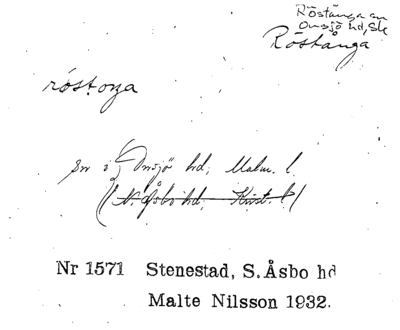 Röstånga sn
Onsjö hd, Sk
Röstånga
röstoŋa
sn i Onsjö hd, Malm. l.
(N. Åsbo hd, Krist. l.)
Nr 1571 Stenestad, S.Åsbo hd
Malte Nilsson 1932.